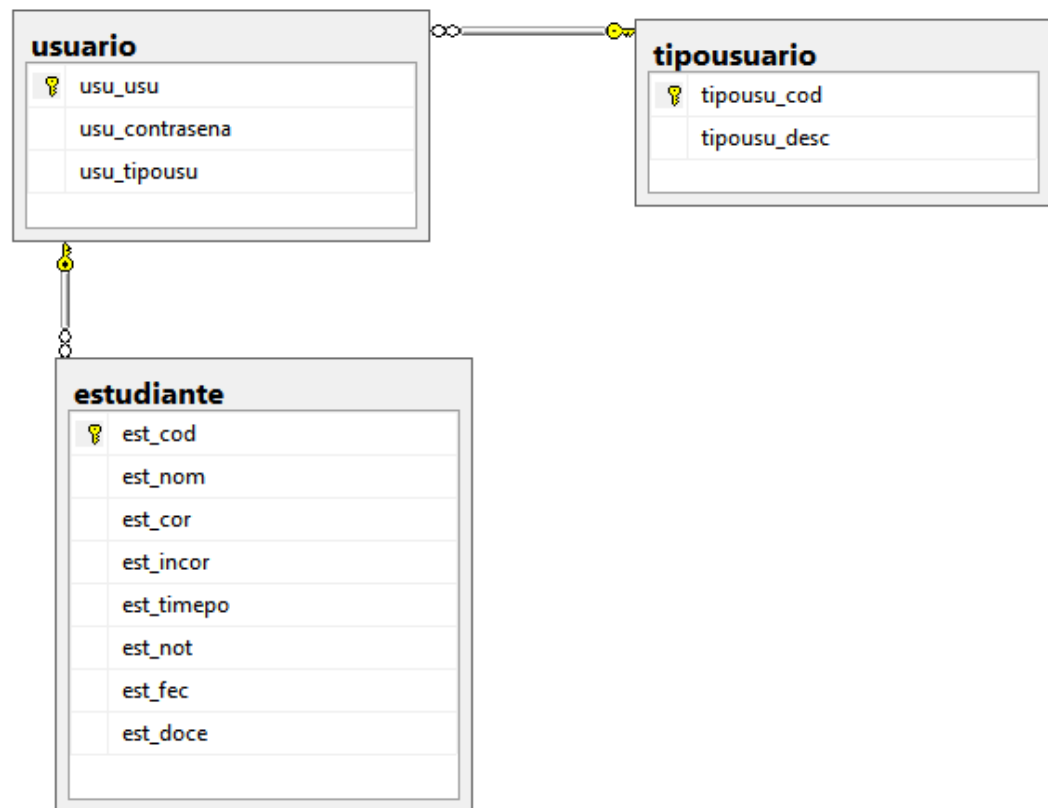 usuario
usu_usu
usu_contrasena
usu_tipousu
tipousuario
tipousu_cod
tipousu_desc
estudiante
est_cod
est_nom
est_cor
est_incor
est_timepo
est_not
est_fec
est_doce